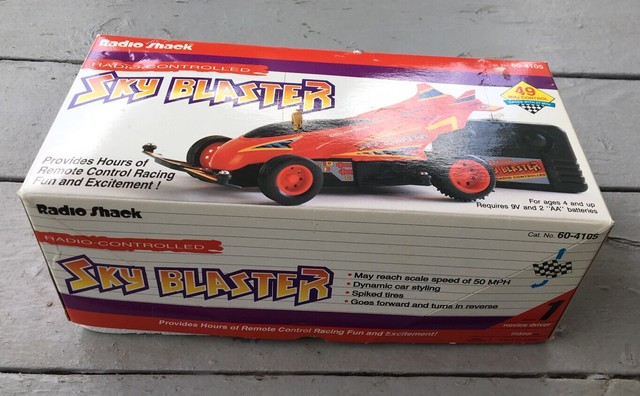 Radio Shack
RADIO-CONTROLLED
60-4105
SKY BLASTER
49
Provides Hours of
Remote Control Racing
Fun and Excitement !
BLASTER
For ages 4 and up
Requires 9V and 2 "AA" batteries
Radio Shack
Cat. No. 60-4105
RADIO-CONTROLLED
SKY BLASTER
• May reach scale speed of 50 MPH
• Dynamic car styling
• Spiked tires
• Goes forward and turns in reverse
1
novice driver
Provides Hours of Remote Control Racing Fun and Excitement!